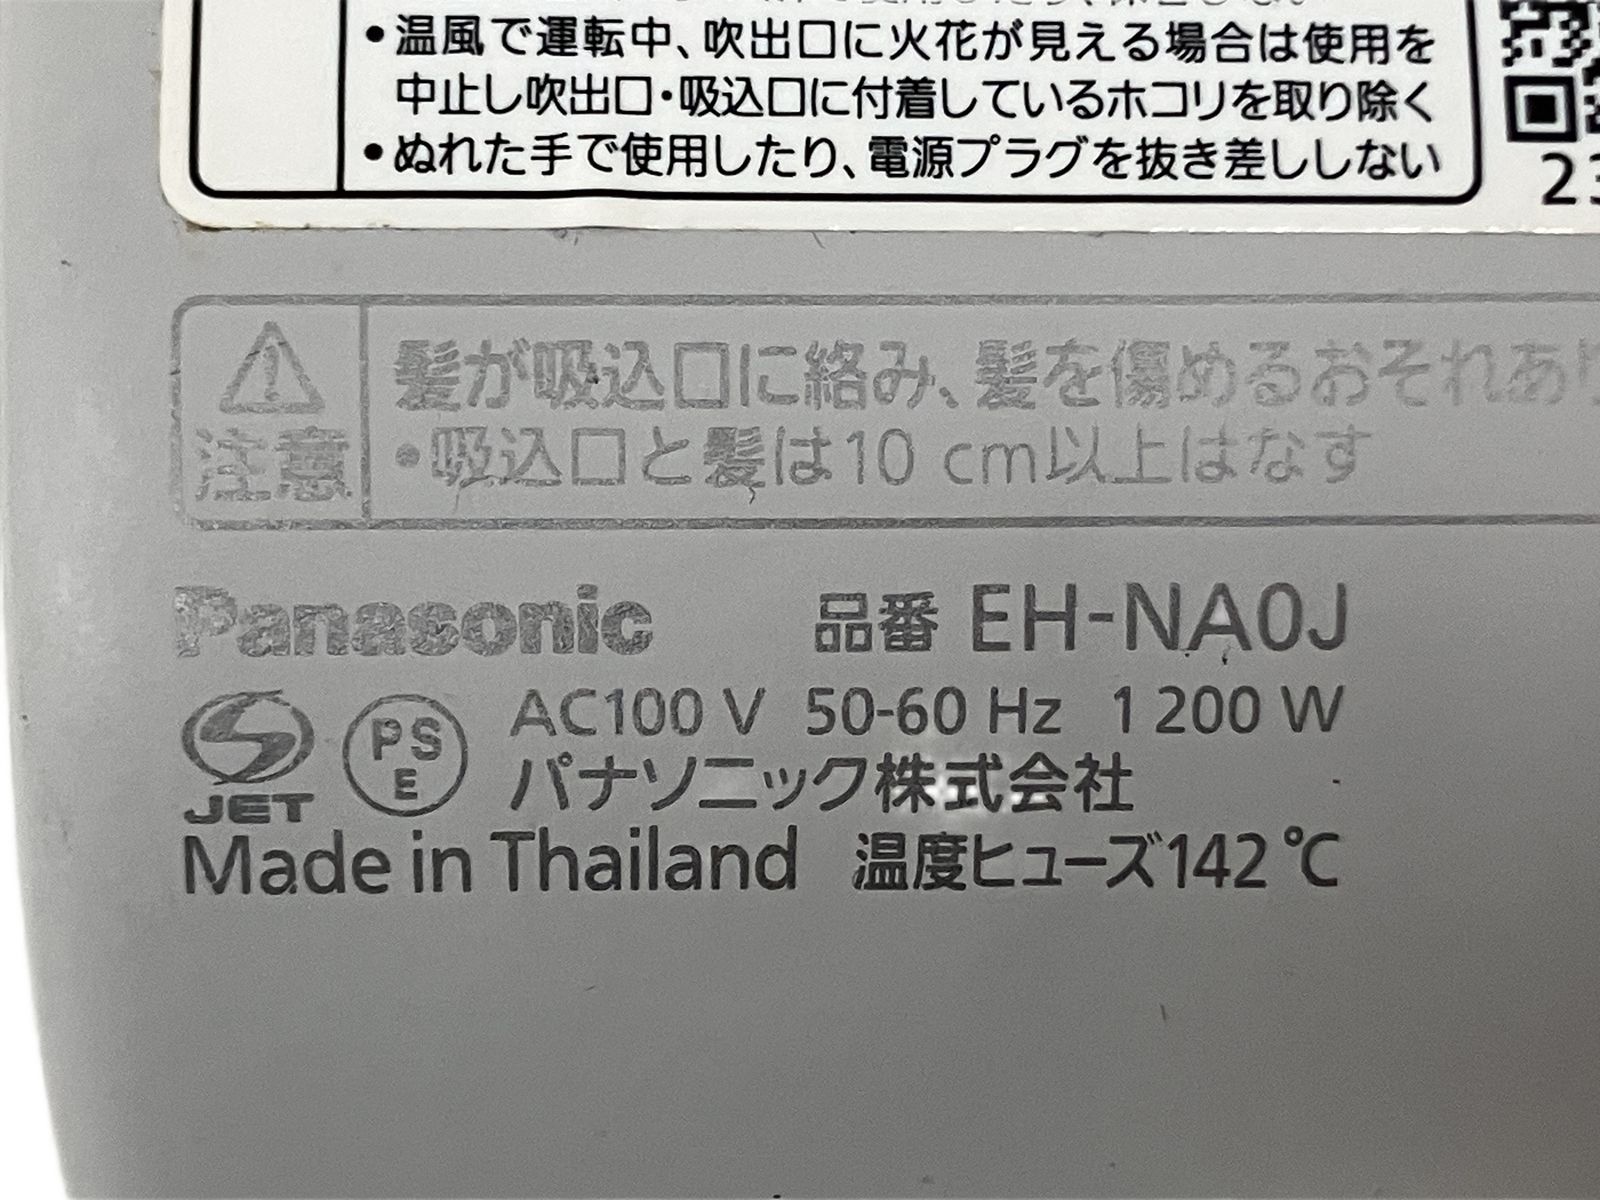 •温風で運転中、吹出口に火花が見える場合は使用を
中止し吹出口・吸込口に付着しているホコリを取り除く
•ぬれた手で使用したり、電源プラグを抜き差ししない
23
注意
髪が吸込口に絡み、髪を傷めるおそれあり
•吸込口と髪は10 cm以上はなす
Panasonic 品番 EH-NA0J
JET PSE AC100 V 50-60 Hz 1 200 W
パナソニック株式会社
Made in Thailand 温度ヒューズ142℃